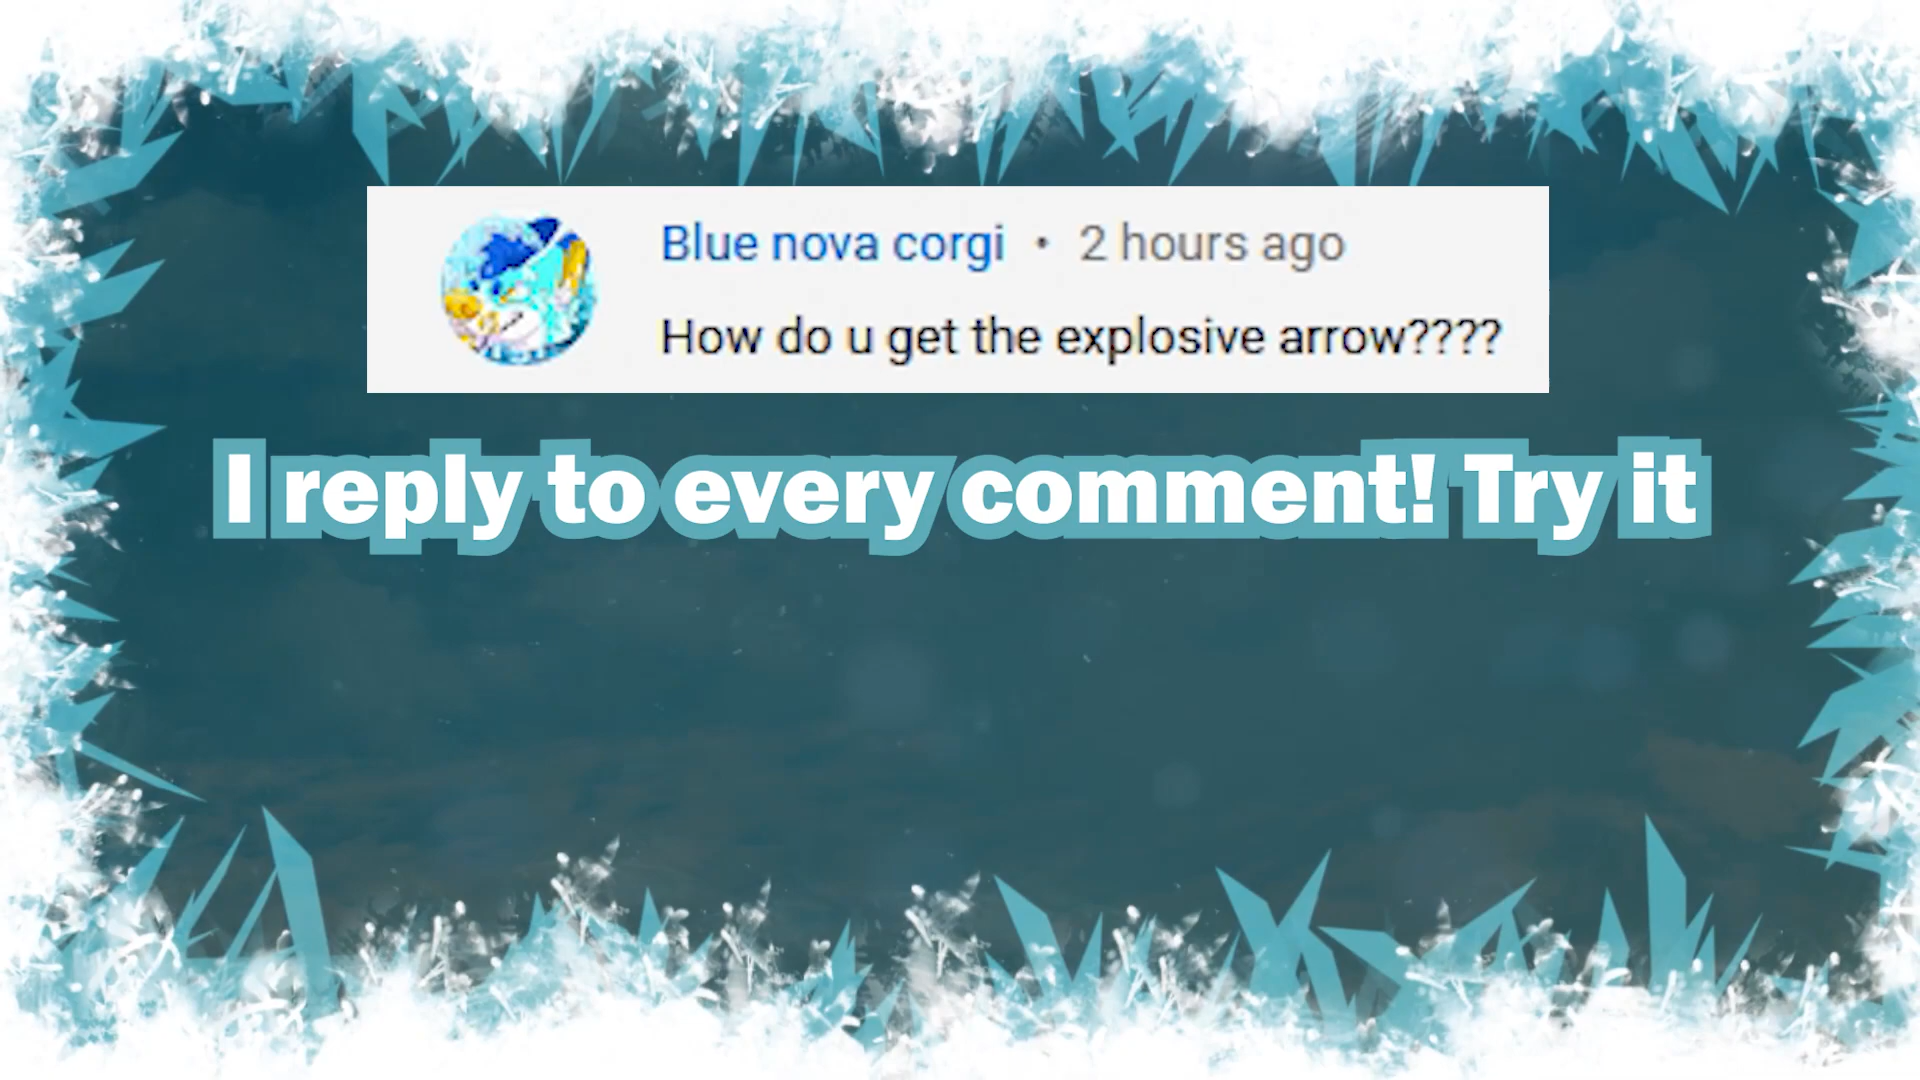 Blue nova corgi • 2 hours ago
How do u get the explosive arrow????
I reply to every comment! Try it